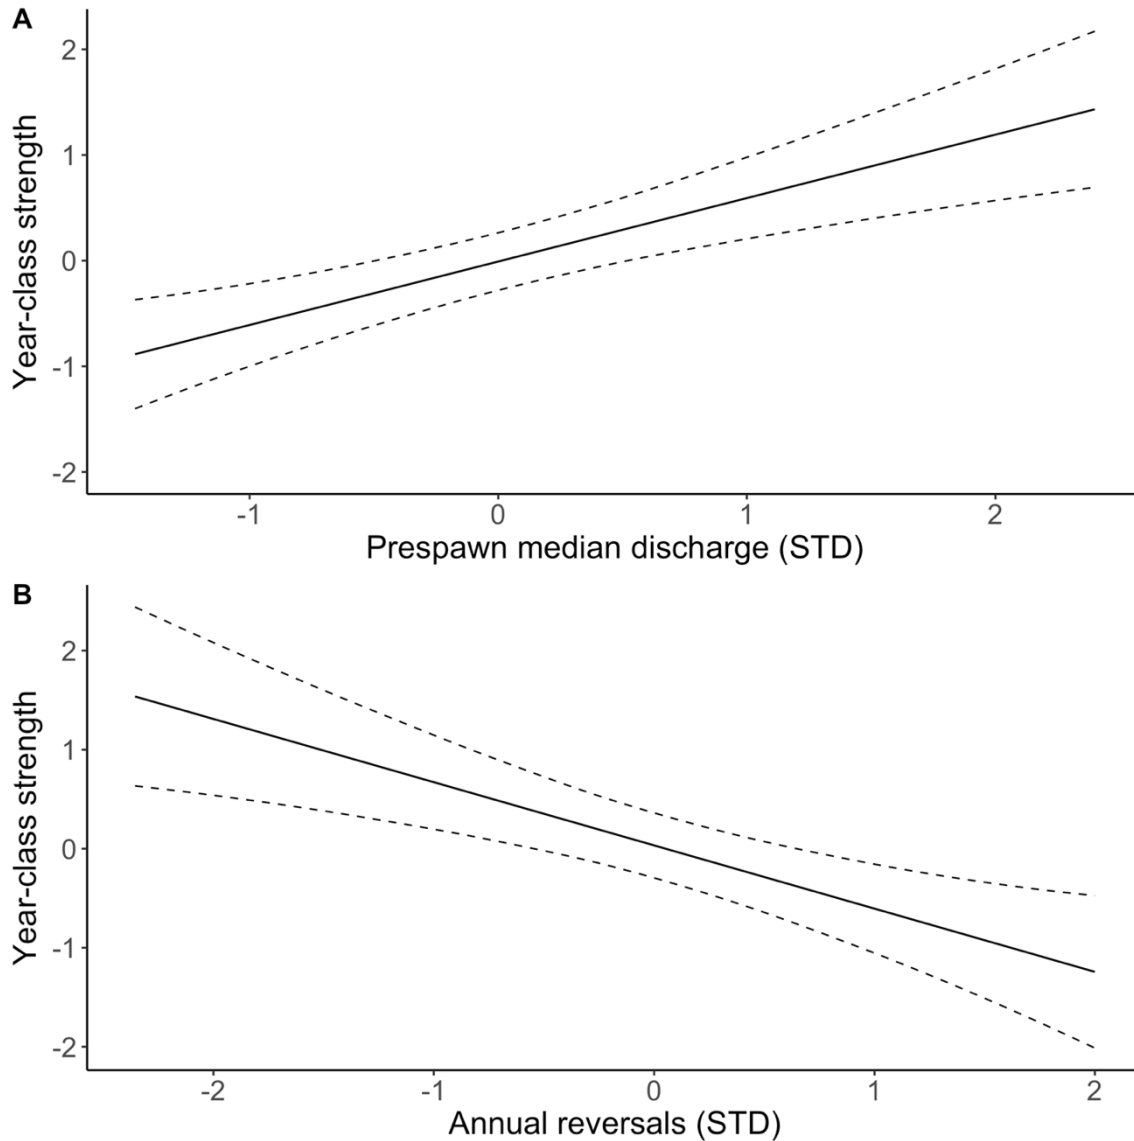 A
Year-class strength
2
1
0
-1
-2
-1 0 1 2
Prespawn median discharge (STD)
B
Year-class strength
2
1
0
-1
-2
-2 -1 0 1 2
Annual reversals (STD)